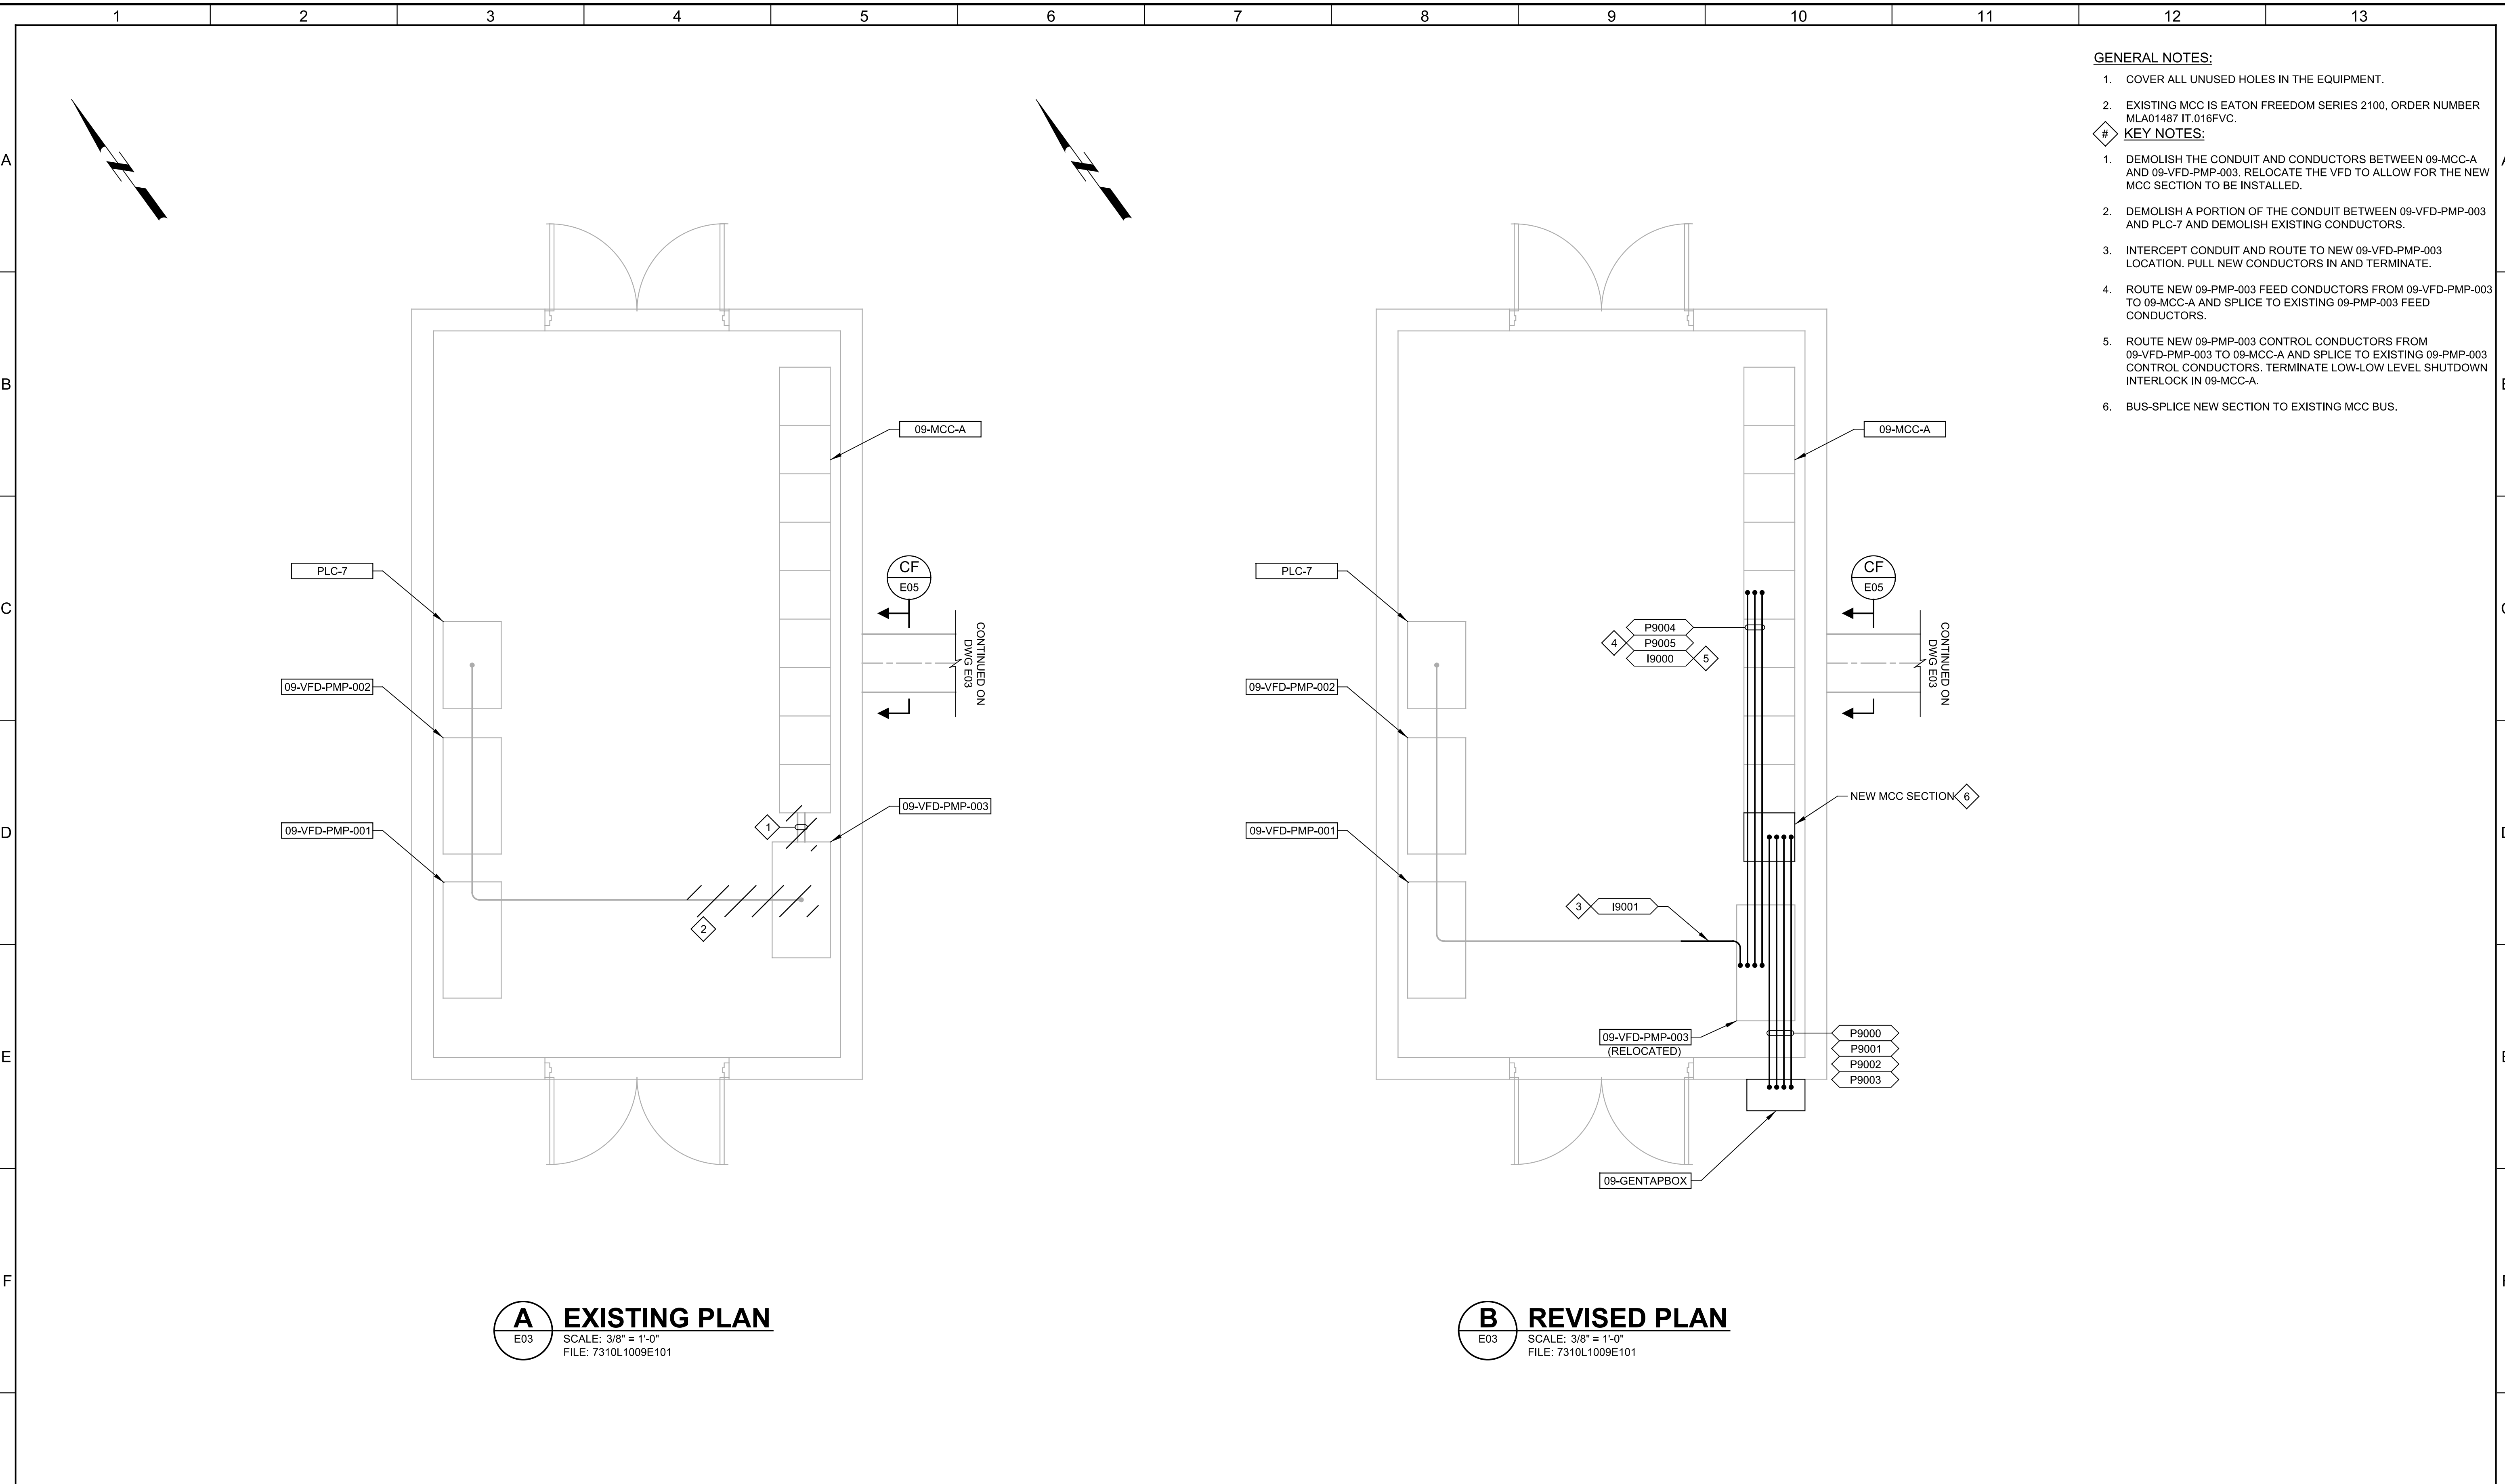 1 2 3 4 5 6 7 8 9 10 11 12 13
A
B
C
D
E
F
GENERAL NOTES:
1. COVER ALL UNUSED HOLES IN THE EQUIPMENT.
2. EXISTING MCC IS EATON FREEDOM SERIES 2100, ORDER NUMBER
MLA01487 IT.016FVC.
# KEY NOTES:
1. DEMOLISH THE CONDUIT AND CONDUCTORS BETWEEN 09-MCC-A
AND 09-VFD-PMP-003. RELOCATE THE VFD TO ALLOW FOR THE NEW
MCC SECTION TO BE INSTALLED.
2. DEMOLISH A PORTION OF THE CONDUIT BETWEEN 09-VFD-PMP-003
AND PLC-7 AND DEMOLISH EXISTING CONDUCTORS.
3. INTERCEPT CONDUIT AND ROUTE TO NEW 09-VFD-PMP-003
LOCATION. PULL NEW CONDUCTORS IN AND TERMINATE.
4. ROUTE NEW 09-PMP-003 FEED CONDUCTORS FROM 09-VFD-PMP-003
TO 09-MCC-A AND SPLICE TO EXISTING 09-PMP-003 FEED
CONDUCTORS.
5. ROUTE NEW 09-PMP-003 CONTROL CONDUCTORS FROM
09-VFD-PMP-003 TO 09-MCC-A AND SPLICE TO EXISTING 09-PMP-003
CONTROL CONDUCTORS. TERMINATE LOW-LOW LEVEL SHUTDOWN
INTERLOCK IN 09-MCC-A.
6. BUS-SPLICE NEW SECTION TO EXISTING MCC BUS.
09-MCC-A
PLC-7
CF
E05
CONTINUED ON
DWG E03
09-VFD-PMP-002
09-VFD-PMP-003
1
09-VFD-PMP-001
2
A
E03
EXISTING PLAN
SCALE: 3/8" = 1'-0"
FILE: 7310L1009E101
09-MCC-A
PLC-7
CF
E05
CONTINUED ON
DWG E03
P9004
4 P9005
I9000 5
09-VFD-PMP-002
NEW MCC SECTION 6
09-VFD-PMP-001
3 I9001
09-VFD-PMP-003
(RELOCATED)
P9000
P9001
P9002
P9003
09-GENTAPBOX
B
E03
REVISED PLAN
SCALE: 3/8" = 1'-0"
FILE: 7310L1009E101